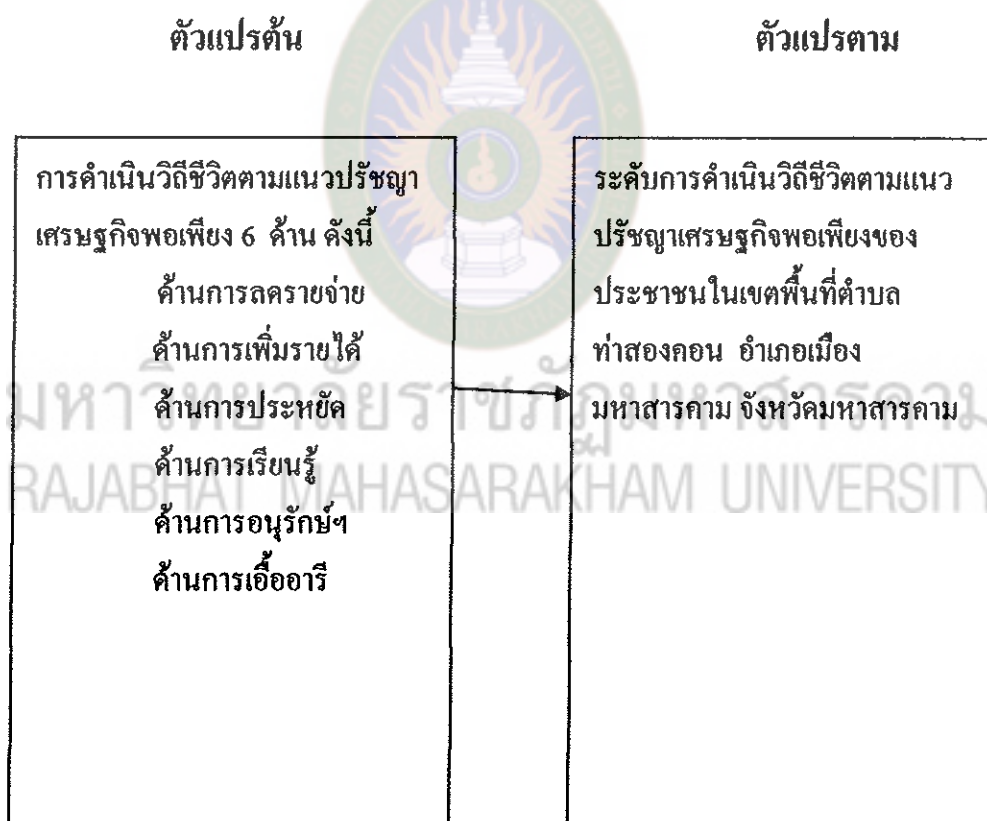 ตัวแปรต้น
ตัวแปรตาม
การดำเนินวิถีชีวิตตามแนวปรัชญา
เศรษฐกิจพอเพียง 6 ด้าน ดังนี้
ด้านการลดรายจ่าย
ด้านการเพิ่มรายได้
ด้านการประหยัด
ด้านการเรียนรู้
ด้านการอนุรักษ์ฯ
ด้านการเอื้ออารี
ระดับการดำเนินวิถีชีวิตตามแนว
ปรัชญาเศรษฐกิจพอเพียงของ
ประชาชนในเขตพื้นที่ตำบล
ท่าสองคอน อำเภอเมือง
มหาสารคาม จังหวัดมหาสารคาม
มหาวิทยาลัยราชภัฏมหาสารคาม
RAJABHAT MAHASARAKHAM UNIVERSITY